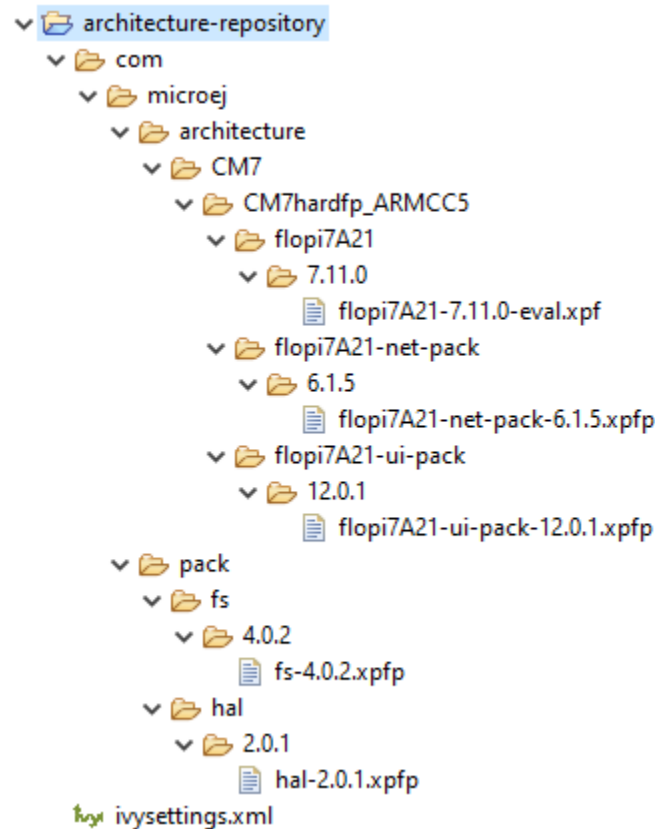 architecture-repository
com
microej
architecture
CM7
CM7hardfp_ARMCC5
flopi7A21
7.11.0
flopi7A21-7.11.0-eval.xpf
flopi7A21-net-pack
6.1.5
flopi7A21-net-pack-6.1.5.xpfp
flopi7A21-ui-pack
12.0.1
flopi7A21-ui-pack-12.0.1.xpfp
pack
fs
4.0.2
fs-4.0.2.xpfp
hal
2.0.1
hal-2.0.1.xpfp
ivy ivysettings.xml